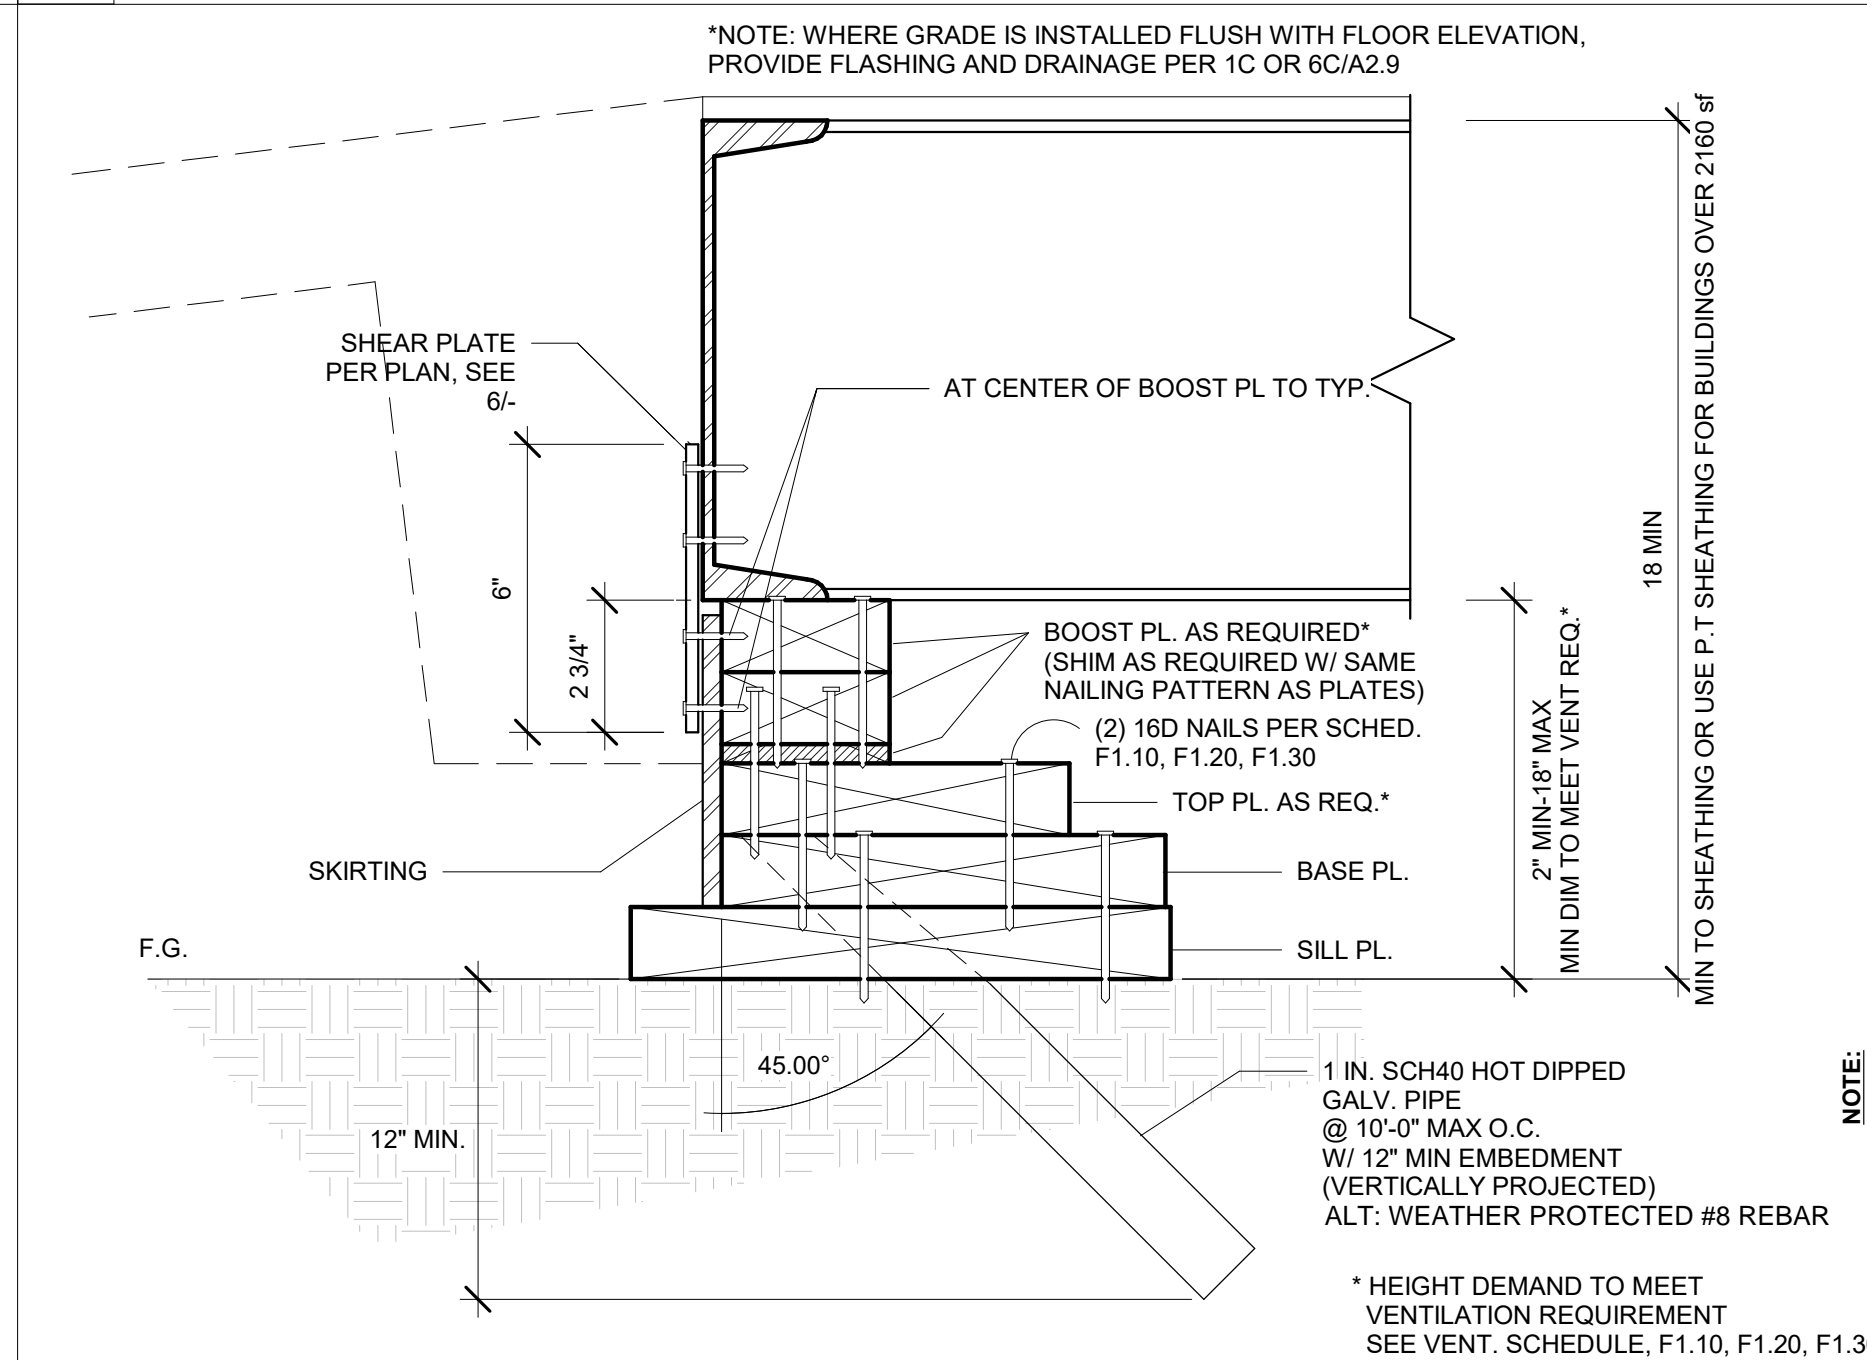 *NOTE: WHERE GRADE IS INSTALLED FLUSH WITH FLOOR ELEVATION,
PROVIDE FLASHING AND DRAINAGE PER 1C OR 6C/A2.9
SHEAR PLATE
PER PLAN, SEE
6/-
AT CENTER OF BOOST PL TO TYP.
6"
2 3/4"
BOOST PL. AS REQUIRED*
(SHIM AS REQUIRED W/ SAME
NAILING PATTERN AS PLATES)
(2) 16D NAILS PER SCHED.
F1.10, F1.20, F1.30
TOP PL. AS REQ.*
SKIRTING
BASE PL.
F.G.
SILL PL.
2" MIN-18" MAX
MIN DIM TO MEET VENT REQ.*
18 MIN
MIN TO SHEATHING OR USE P.T SHEATHING FOR BUILDINGS OVER 2160 sf
45.00°
12" MIN.
1 IN. SCH40 HOT DIPPED
GALV. PIPE
@ 10'-0" MAX O.C.
W/ 12" MIN EMBEDMENT
(VERTICALLY PROJECTED)
ALT: WEATHER PROTECTED #8 REBAR
NOTE:
* HEIGHT DEMAND TO MEET
VENTILATION REQUIREMENT
SEE VENT. SCHEDULE, F1.10, F1.20, F1.3